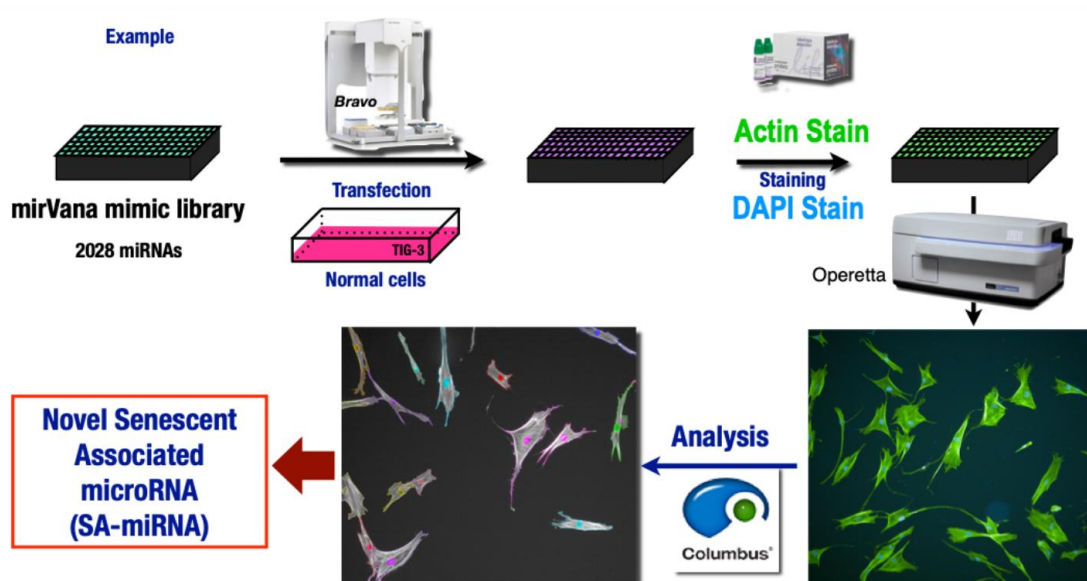 Example
Bravo
mirVana mimic library
2028 miRNAs
Transfection
TIG-3
Normal cells
Actin Stain
Staining
DAPI Stain
Operetta
Analysis
Columbus®
Novel Senescent
Associated
microRNA
(SA-miRNA)